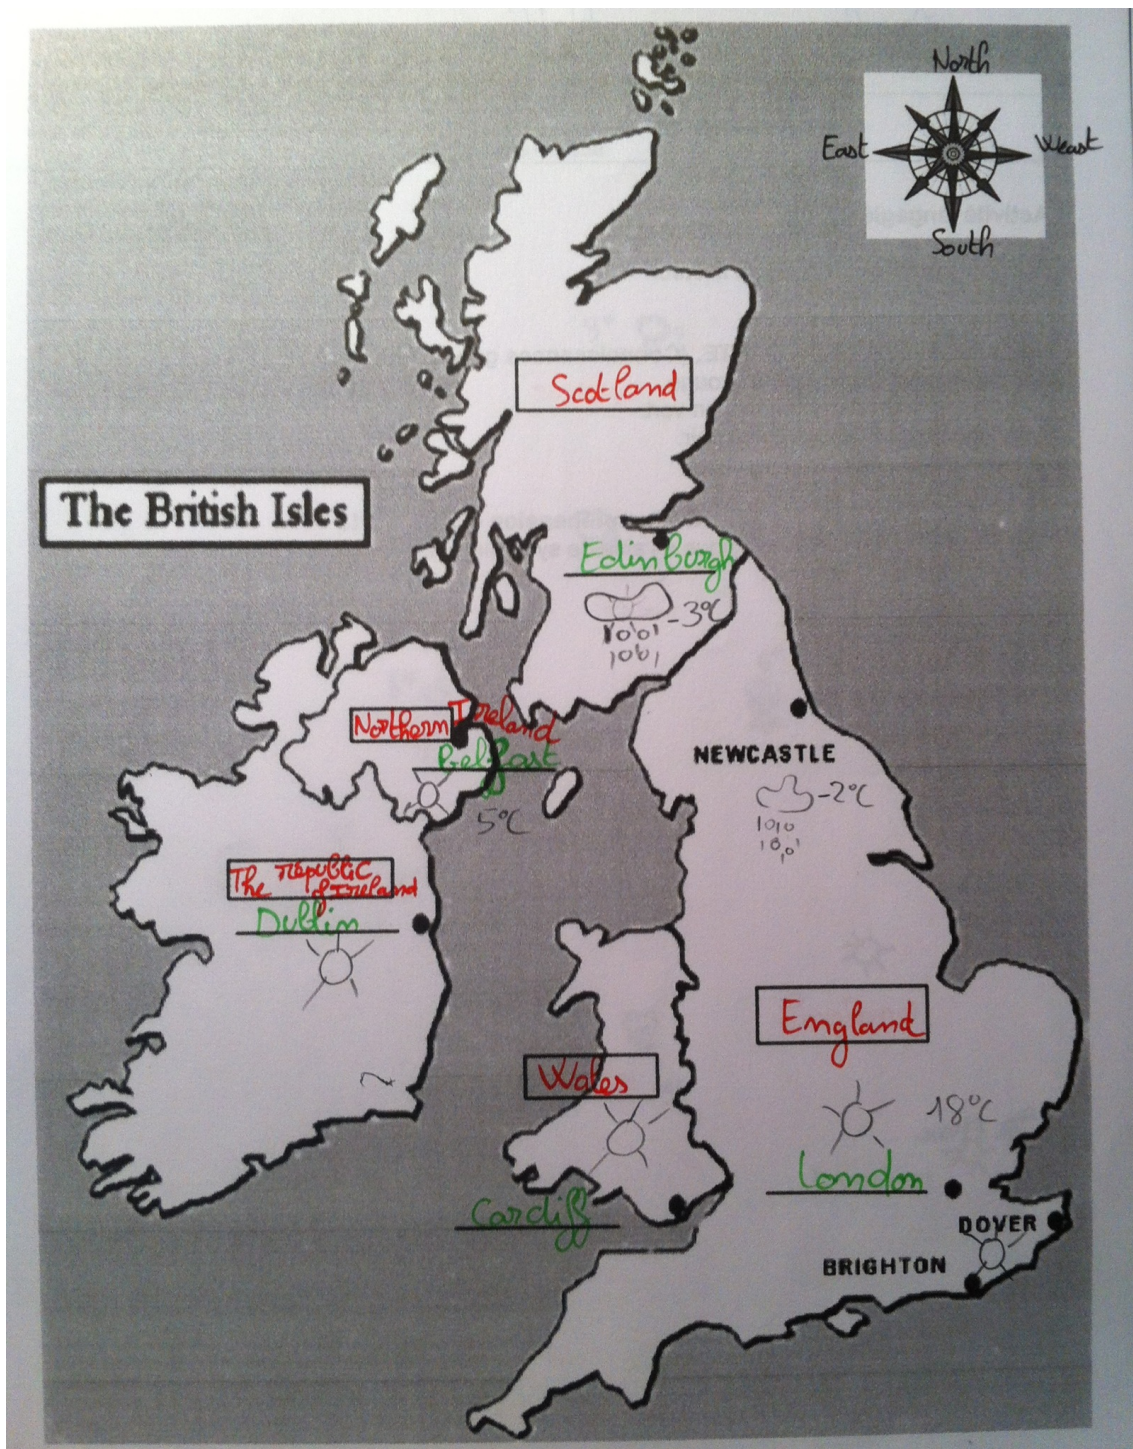 North
East
Weast
South
Scotland
The British Isles
Edinburgh
-3°C
Northern Ireland
Belfast
5°C
NEWCASTLE
-2°C
The republic
of Ireland
Dublin
England
Wales
18°C
London
Cardiff
DOVER
BRIGHTON